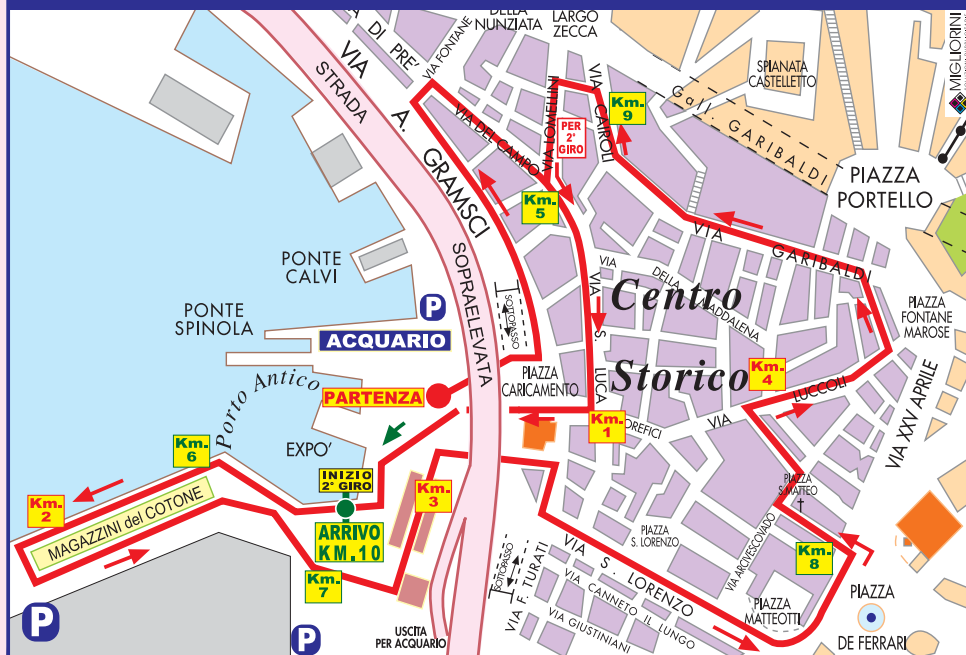 DELLA
NUNZIATA
LARGO
ZECCA
DI PRE'
VIA FONTANE
VIA
A.
GRAMSCI
STRADA
SOPRAELEVATA
SPIANATA
CASTELLETTO
MIGLIORINI
Gall. GARIBALDI
GARIBALDI
PIAZZA
PORTELLO
VIA CAIROLI
VIA LOMELLINI
VIA DEL CAMPO
PER
2° GIRO
Km.
9
Km.
5
PONTE
CALVI
PONTE
SPINOLA
P
ACQUARIO
SOTTOPASSO
VIA
GARIBALDI
VIA
DELLA
MADDALENA
Centro
Storico
VIA
S.
LUCA
PIAZZA
FONTANE
MAROSE
PIAZZA
CARICAMENTO
PARTENZA
Km.
4
Km.
1
OREFICI
VIA
LUCCOLI
VIA XXV APRILE
Porto Antico
EXPO'
Km.
6
Km.
2
MAGAZZINI del COTONE
INIZIO
2° GIRO
ARRIVO
KM.10
Km.
3
Km.
7
PIAZZA
S.MATTEO
PIAZZA
S. LORENZO
VIA ARCIVESCOVADO
Km.
8
VIA S. LORENZO
SOTTOPASSO
VIA F. TURATI
VIA CANNETO IL LUNGO
VIA GIUSTINIANI
PIAZZA
MATTEOTTI
PIAZZA
DE FERRARI
USCITA
PER ACQUARIO
P
P